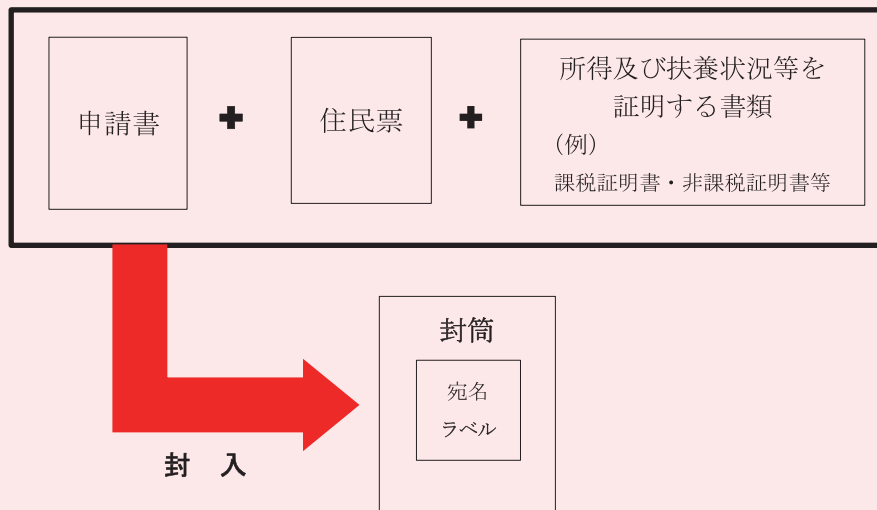 申請書
住民票
所得及び扶養状況等を
証明する書類
（例）
課税証明書・非課税証明書等
封筒
宛名
ラベル
封　入